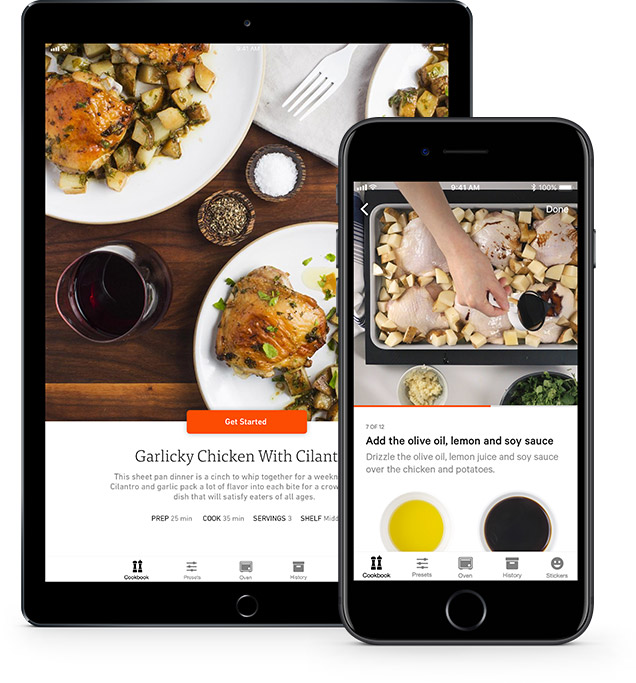 9:41 AM
Get Started
Garlicky Chicken With Cilant
This sheet pan dinner is a cinch to whip together for a weekn
Cilantro and garlic pack a lot of flavor into each bite for a crow
dish that will satisfy eaters of all ages.
PREP 25 min COOK 35 min SERVINGS 3 SHELF Midd
Cookbook Presets Oven History
9:41 AM 100%
Done
7 OF 12
Add the olive oil, lemon and soy sauce
Drizzle the olive oil, lemon juice and soy sauce
over the chicken and potatoes.
Cookbook Presets Oven History Stickers